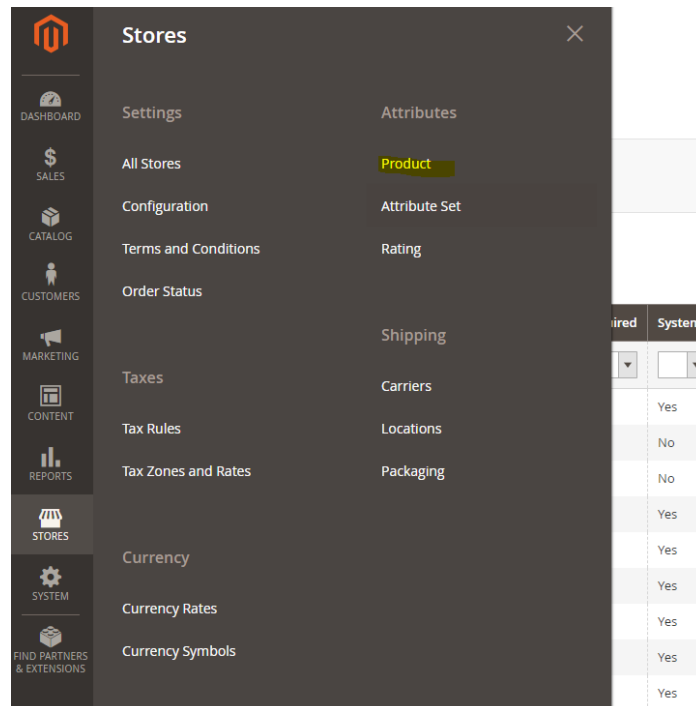 Stores
DASHBOARD
SALES
CATALOG
CUSTOMERS
MARKETING
CONTENT
REPORTS
STORES
SYSTEM
FIND PARTNERS
& EXTENSIONS
Settings
All Stores
Configuration
Terms and Conditions
Order Status
Taxes
Tax Rules
Tax Zones and Rates
Currency
Currency Rates
Currency Symbols
Attributes
Product
Attribute Set
Rating
Shipping
Carriers
Locations
Packaging
ired System
Yes
No
No
Yes
Yes
Yes
Yes
Yes
Yes